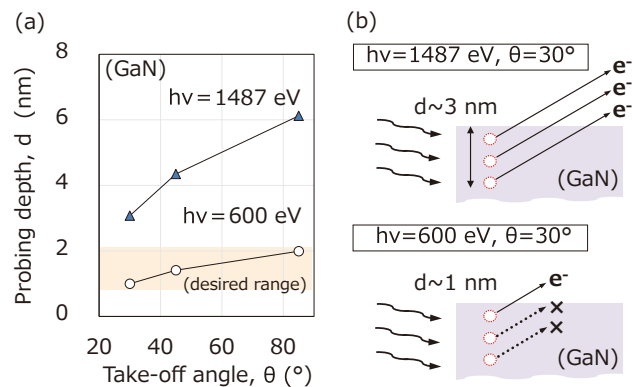 (a)
Probing depth, d (nm)
8
6
4
2
0
(GaN)
hν=1487 eV
hν=600 eV
(desired range)
20
40
60
80
Take-off angle, θ (°)
(b)
hν=1487 eV, θ=30°
e-
e-
e-
d~3 nm
(GaN)
hν=600 eV, θ=30°
d~1 nm
e-
(GaN)